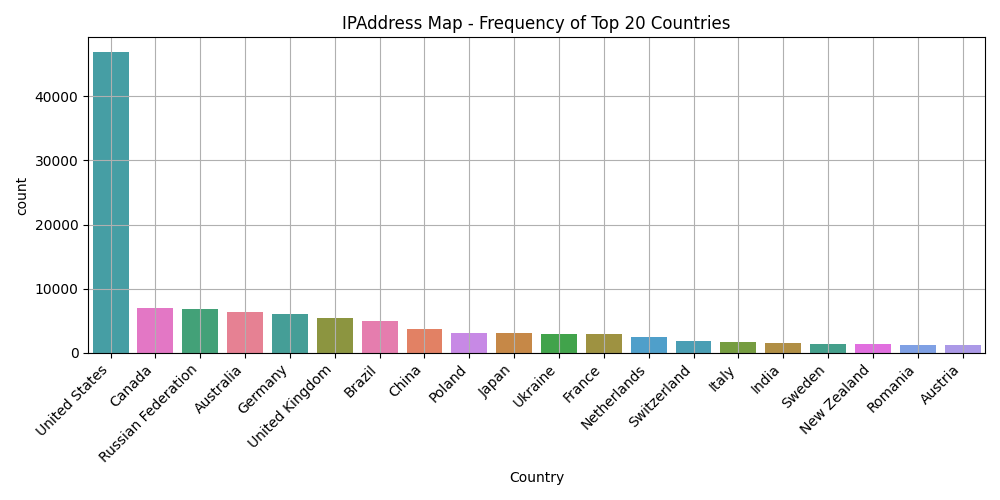 IPAddress Map - Frequency of Top 20 Countries
count
40000
30000
20000
10000
0
United States
Canada
Russian Federation
Australia
Germany
United Kingdom
Brazil
China
Poland
Japan
Ukraine
France
Netherlands
Switzerland
Italy
India
Sweden
New Zealand
Romania
Austria
Country